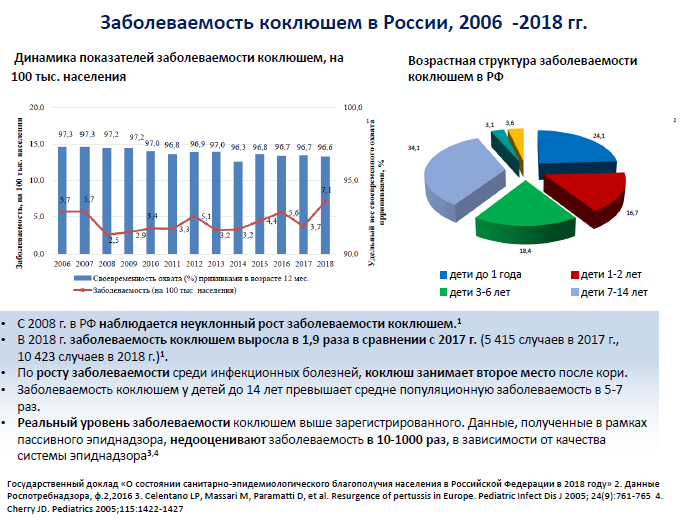 Заболеваемость коклюшем в России, 2006 -2018 гг.
Динамика показателей заболеваемости коклюшем, на
100 тыс. населения
Заболеваемость, на 100 тыс. населения
20,0
15,0
10,0
5,0
0,0
97,3 97,3 97,2 97,2 97,0 96,8 96,9 97,0 96,3 96,8 96,7 96,7 96,6
5,7 5,7 2,5 2,9 3,4 3,3 5,1 3,2 3,2 4,4 5,6 3,7 7,1
100,0
95,0
90,0
Удельный вес своевременного охвата
прививками, %
1
2006 2007 2008 2009 2010 2011 2012 2013 2014 2015 2016 2017 2018
Своевременность охвата (%) прививками в возрасте 12 мес.
Заболеваемость (на 100 тыс. населения)
Возрастная структура заболеваемости
коклюшем в РФ
2
3,1
3,6
24,1
34,1
16,7
18,4
дети до 1 года
дети 1-2 лет
дети 3-6 лет
дети 7-14 лет
• С 2008 г. в РФ наблюдается неуклонный рост заболеваемости коклюшем.1
• В 2018 г. заболеваемость коклюшем выросла в 1,9 раза в сравнении с 2017 г. (5 415 случаев в 2017 г.,
10 423 случаев в 2018 г.)1.
• По росту заболеваемости среди инфекционных болезней, коклюш занимает второе место после кори.
• Заболеваемость коклюшем у детей до 14 лет превышает средне популяционную заболеваемость в 5-7
раз.
• Реальный уровень заболеваемости коклюшем выше зарегистрированного. Данные, полученные в рамках
пассивного эпиднадзора, недооценивают заболеваемость в 10-1000 раз, в зависимости от качества
системы эпиднадзора3,4
Государственный доклад «О состоянии санитарно-эпидемиологического благополучия населения в Российской Федерации в 2018 году» 2. Данные
Роспотребнадзора, ф.2,2016 3. Celentano LP, Massari M, Paramatti D, et al. Resurgence of pertussis in Europe. Pediatric Infect Dis J 2005; 24(9):761-765 4.
Cherry JD. Pediatrics 2005;115:1422-1427